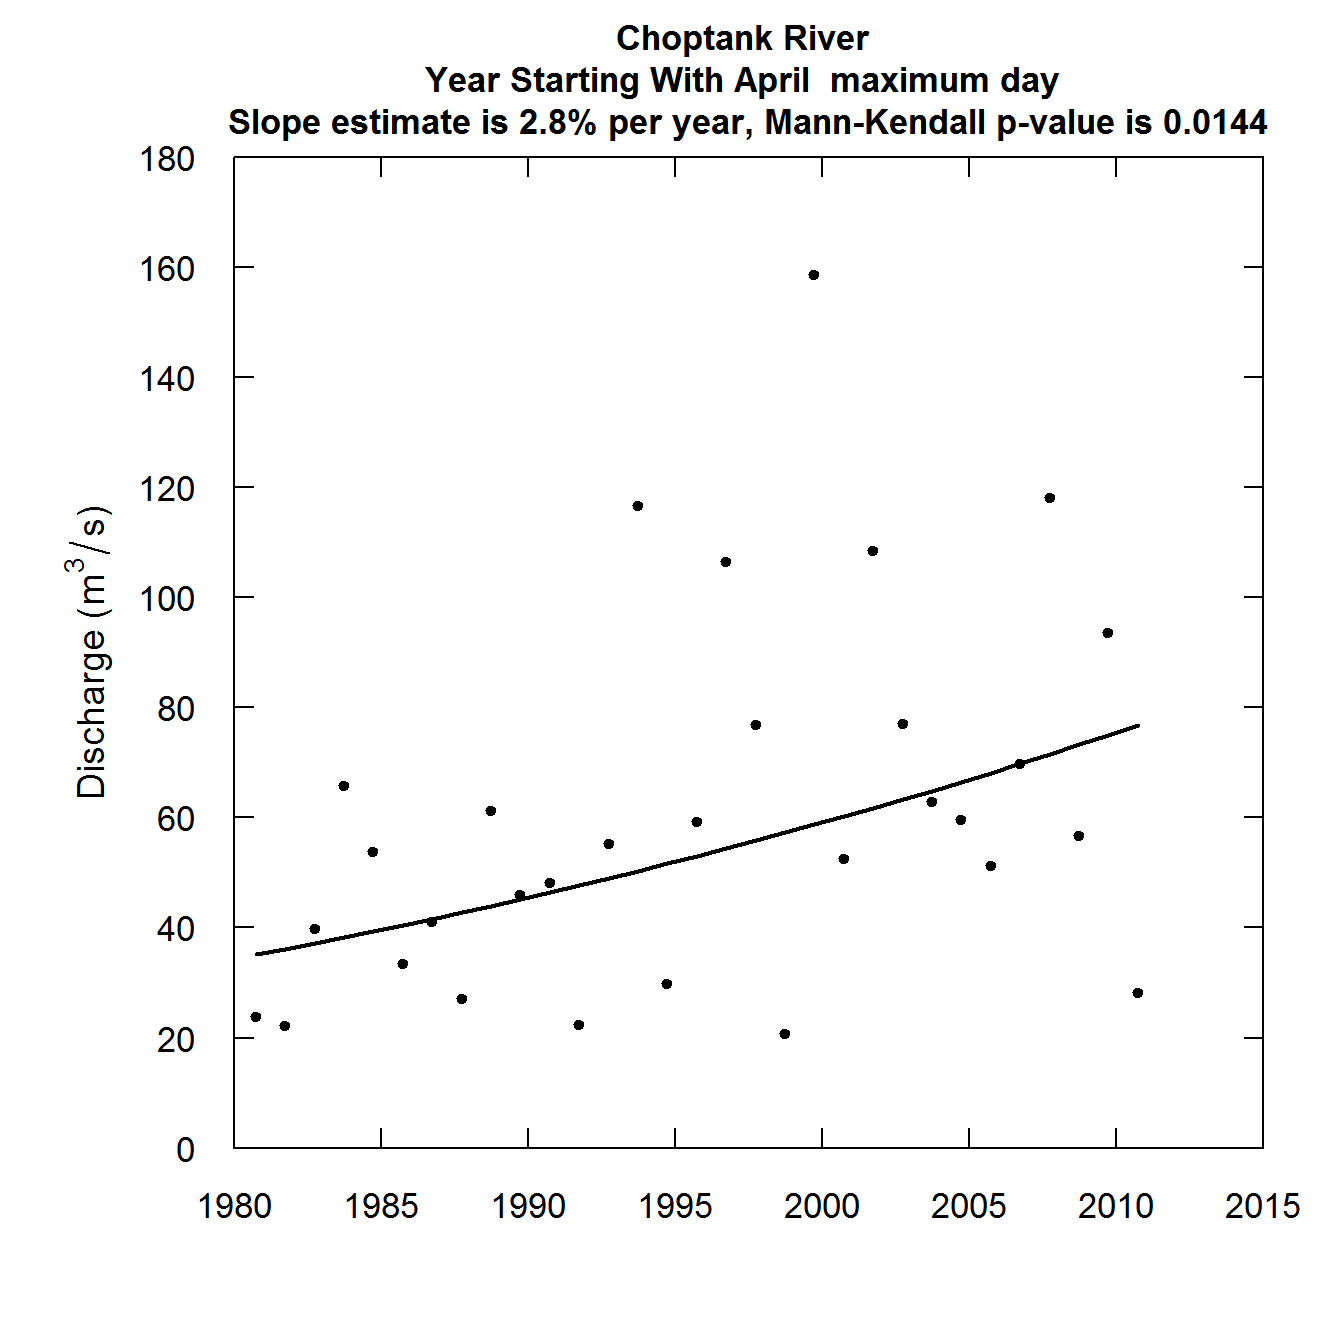 Choptank River
Year Starting With April  maximum day
Slope estimate is 2.8% per year, Mann-Kendall p-value is 0.0144
180
160
140
120
100
80
60
40
20
0
Discharge (m³/s)
1980 1985 1990 1995 2000 2005 2010 2015